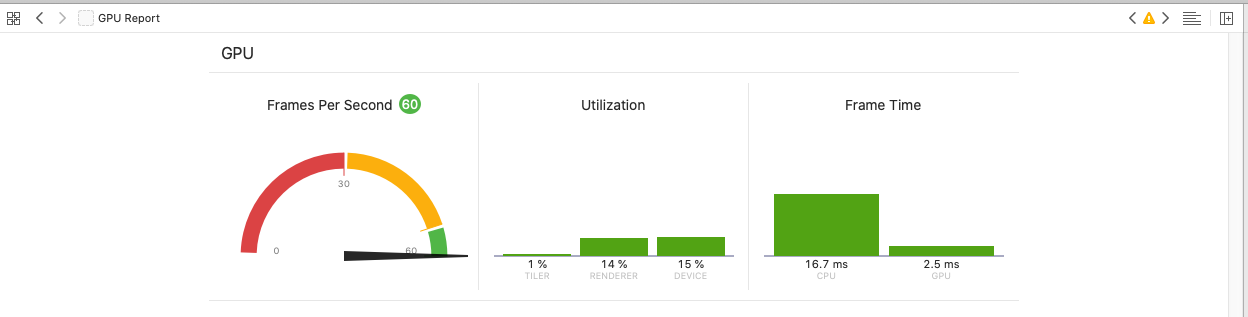 GPU Report
GPU
Frames Per Second 60
30
0
60
Utilization
1 %
TILER
14 %
RENDERER
15 %
DEVICE
Frame Time
16.7 ms
CPU
2.5 ms
GPU